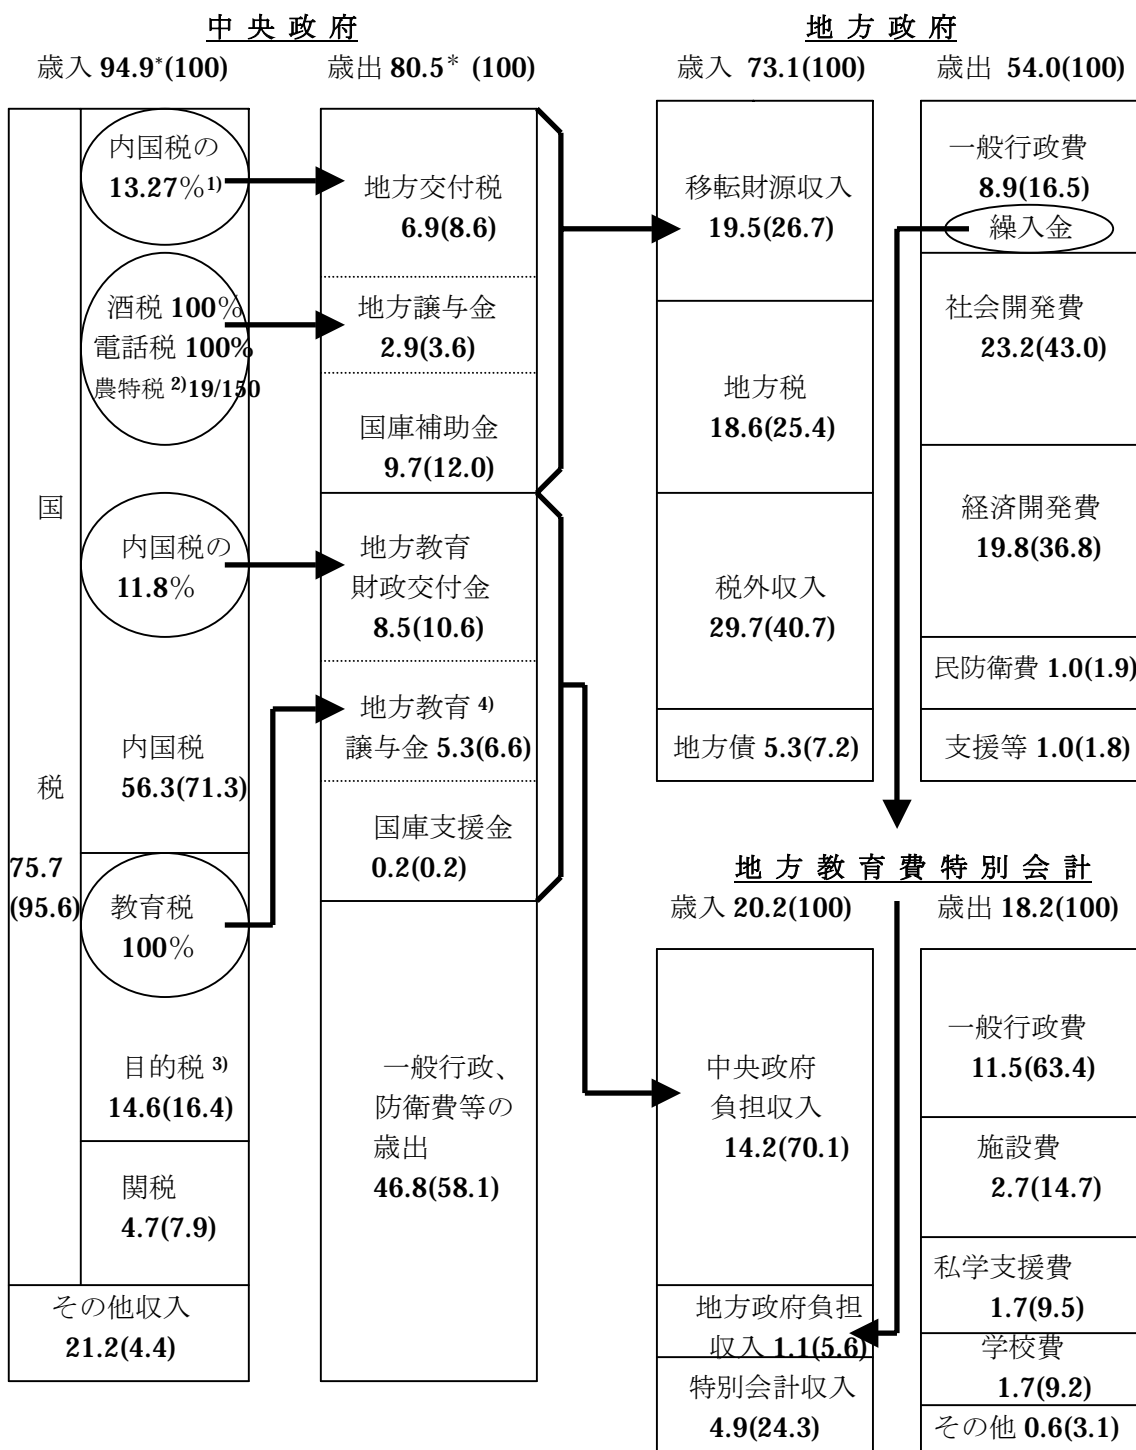 中央政府
歳入 94.9*(100)
歳出 80.5* (100)
国
税
75.7
(95.6)
内国税の
13.27%1)
酒税 100%
電話税 100%
農特税 2)19/150
内国税の
11.8%
内国税
56.3(71.3)
教育税
100%
目的税 3)
14.6(16.4)
関税
4.7(7.9)
その他収入
21.2(4.4)
地方交付税
6.9(8.6)
地方譲与金
2.9(3.6)
国庫補助金
9.7(12.0)
地方教育
財政交付金
8.5(10.6)
地方教育 4)
譲与金 5.3(6.6)
国庫支援金
0.2(0.2)
一般行政、
防衛費等の
歳出
46.8(58.1)
地方政府
歳入 73.1(100)
歳出 54.0(100)
移転財源収入
19.5(26.7)
地方税
18.6(25.4)
税外収入
29.7(40.7)
地方債 5.3(7.2)
一般行政費
8.9(16.5)
繰入金
社会開発費
23.2(43.0)
経済開発費
19.8(36.8)
民防衛費 1.0(1.9)
支援等 1.0(1.8)
地方教育費特別会計
歳入 20.2(100)
歳出 18.2(100)
中央政府
負担収入
14.2(70.1)
地方政府負担
収入 1.1(5.6)
特別会計収入
4.9(24.3)
一般行政費
11.5(63.4)
施設費
2.7(14.7)
私学支援費
1.7(9.5)
学校費
1.7(9.2)
その他 0.6(3.1)